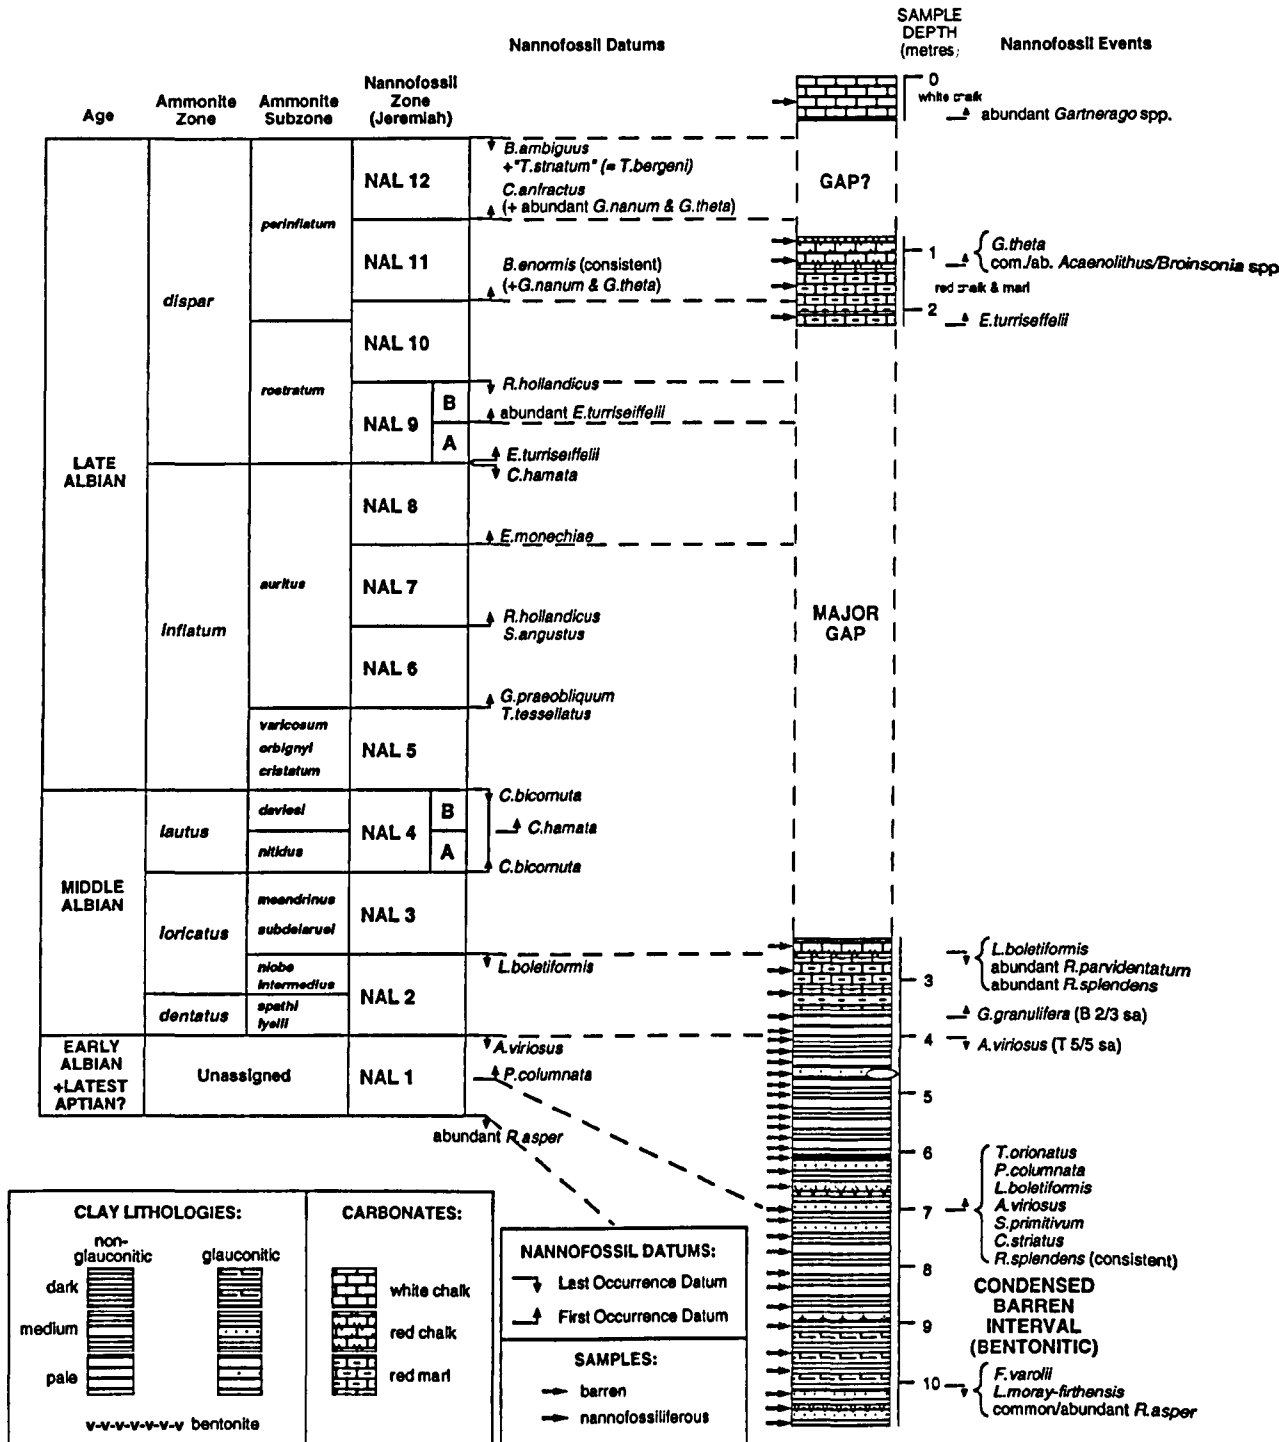 Nannofossil Datums
SAMPLE
DEPTH
(metres;
Nannofossil Events
Age
Ammonite
Zone
Ammonite
Subzone
Nannofossil
Zone
(Jeremiah)
LATE
ALBIAN
MIDDLE
ALBIAN
EARLY
ALBIAN
+LATEST
APTIAN?
dispar
inflatum
lautus
loricatus
dentatus
Unassigned
perinflatum
rostratum
auritus
varicosum
orbignyi
cristatum
daviesi
nitidus
meandrinus
subdelaruei
niobe
intermedius
spathi
lyelli
NAL 12
NAL 11
NAL 10
NAL 9
B
A
NAL 8
NAL 7
NAL 6
NAL 5
NAL 4
B
A
NAL 3
NAL 2
NAL 1
B.ambiguus
+"T.striatum" (= T.bergeni)
C.anfractus
(+ abundant G.nanum & G.theta)
B.enormis (consistent)
(+G.nanum & G.theta)
R.hollandicus
abundant E.turriseiffelii
E.turriseiffelii
C.hamata
E.monechiae
R.hollandicus
S.angustus
G.praeobliquum
T.tessellatus
C.bicornuta
C.hamata
C.bicornuta
L.boletiformis
A.viriosus
P.columnata
abundant R.asper
GAP?
MAJOR
GAP
0
white chalk
1
red chalk & marl
2
3
4
5
6
7
8
9
10
abundant Gartnerago spp.
G.theta
com./ab. Acaenolithus/Broinsonia spp
E.turriseffelii
L.boletiformis
abundant R.parvidentatum
abundant R.splendens
G.granulifera (B 2/3 sa)
A.viriosus (T 5/5 sa)
T.orionatus
P.columnata
L.boletiformis
A.viriosus
S.primitivum
C.striatus
R.splendens (consistent)
CONDENSED
BARREN
INTERVAL
(BENTONITIC)
F.varolii
L.moray-firthensis
common/abundant R.asper
CLAY LITHOLOGIES:
non-
glauconitic
glauconitic
dark
medium
pale
v-v-v-v-v-v-v bentonite
CARBONATES:
white chalk
red chalk
red marl
NANNOFOSSIL DATUMS:
Last Occurrence Datum
First Occurrence Datum
SAMPLES:
barren
nannofossiliferous